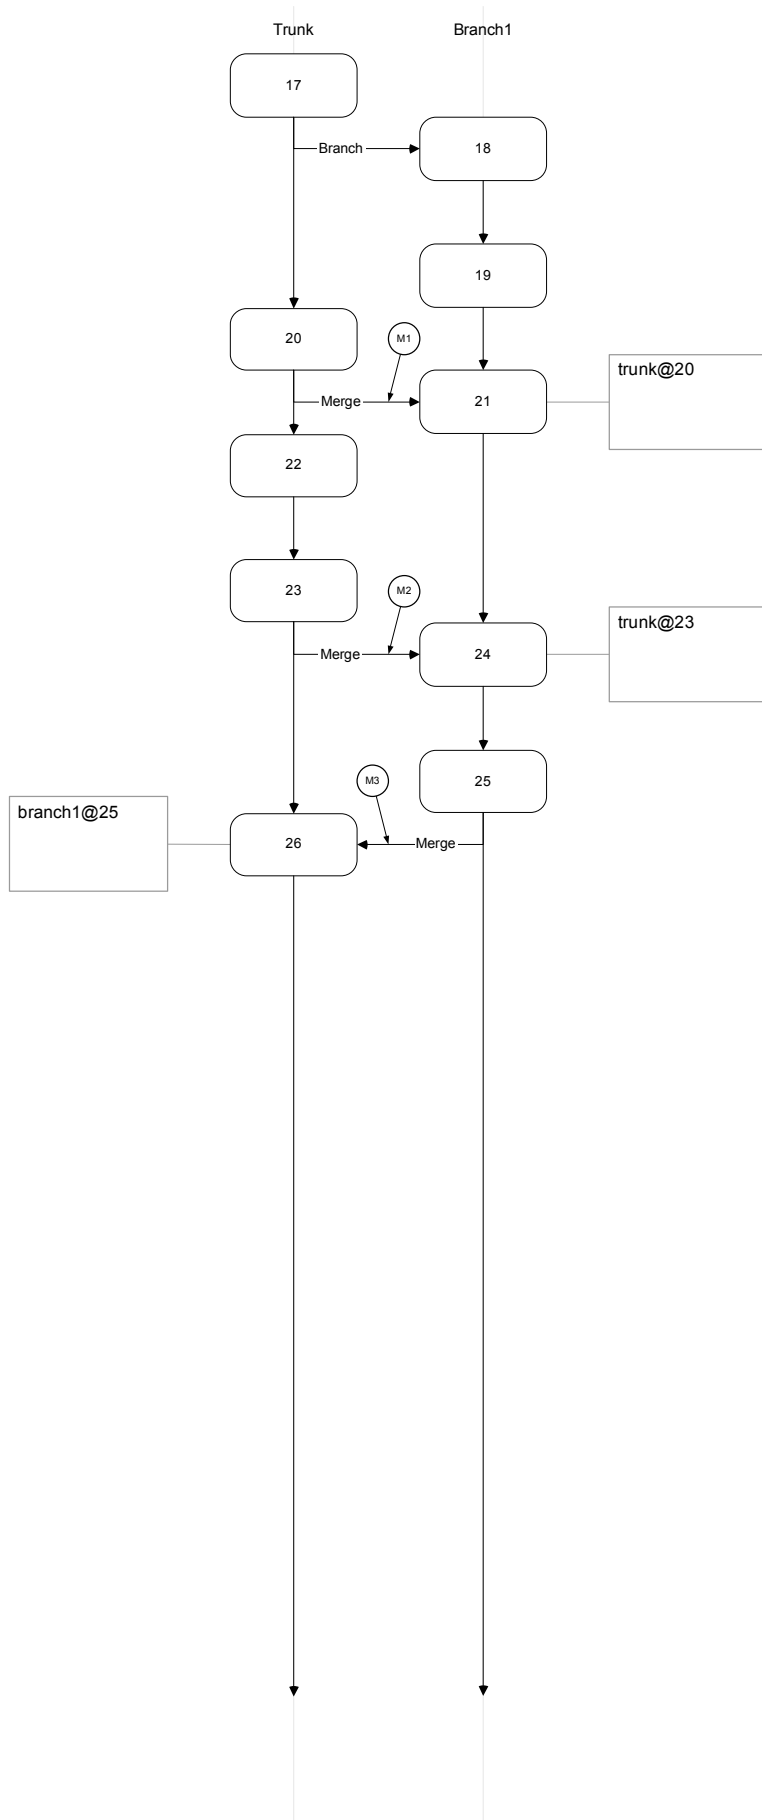 Trunk
Branch1
17
Branch
18
19
20
M1
trunk@20
Merge
21
22
23
M2
trunk@23
Merge
24
25
M3
branch1@25
26
Merge